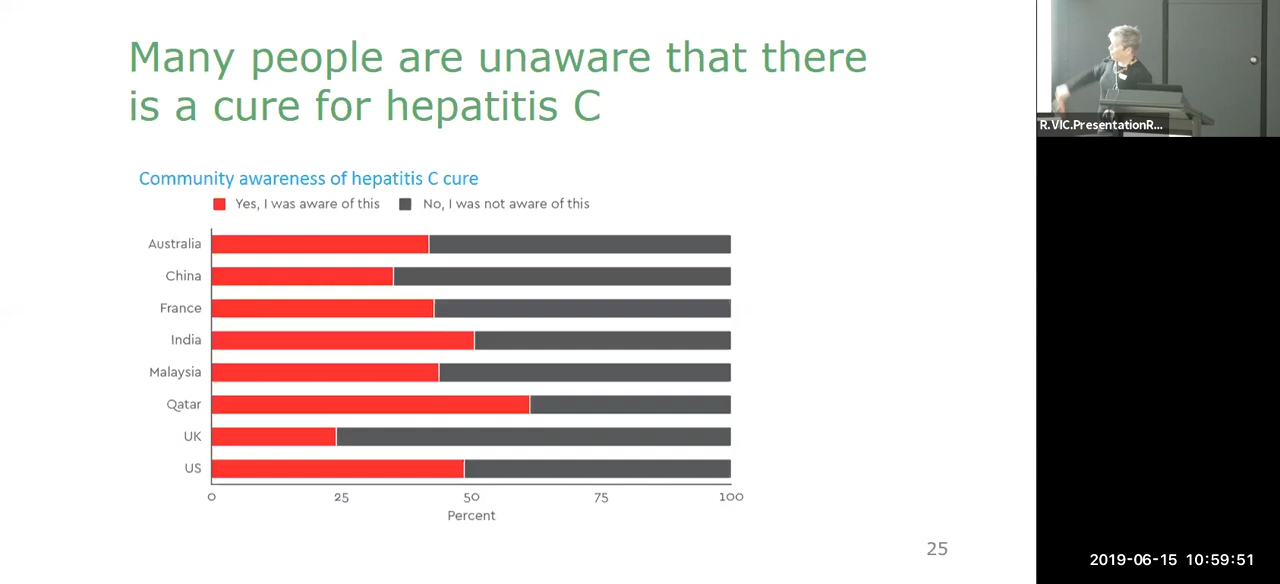 Many people are unaware that there
is a cure for hepatitis C
Community awareness of hepatitis C cure
Yes, I was aware of this No, I was not aware of this
Australia
China
France
India
Malaysia
Qatar
UK
US
0 25 50 75 100
Percent
25
R.VIC.PresentationR...
2019-06-15 10:59:51